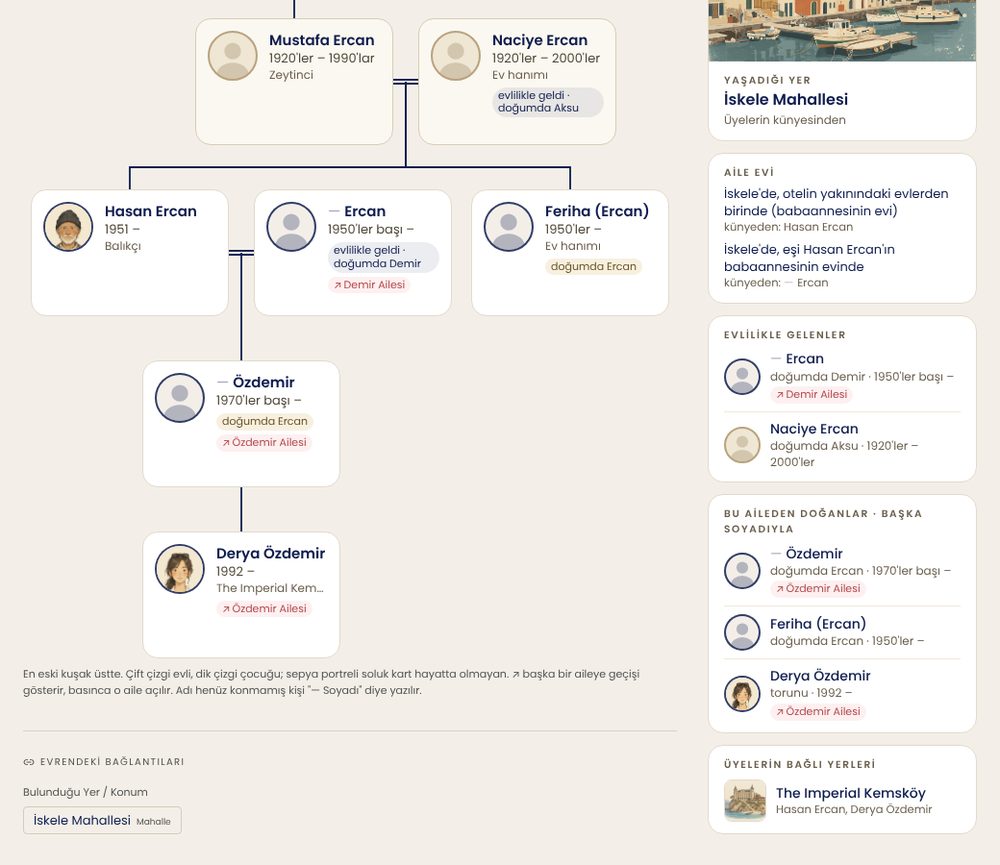 Mustafa Ercan
1920'ler – 1990'lar
Zeytinci
Naciye Ercan
1920'ler – 2000'ler
Ev hanımı
evlilikle geldi ·
doğumda Aksu
Hasan Ercan
1951 –
Balıkçı
— Ercan
1950'ler başı –
evlilikle geldi ·
doğumda Demir
↗ Demir Ailesi
Feriha (Ercan)
1950'ler –
Ev hanımı
doğumda Ercan
— Özdemir
1970'ler başı –
doğumda Ercan
↗ Özdemir Ailesi
Derya Özdemir
1992 –
The Imperial Kem…
↗ Özdemir Ailesi
En eski kuşak üstte. Çift çizgi evli, dik çizgi çocuğu; sepya portreli soluk kart hayatta olmayan. ↗ başka bir aileye geçişi
gösterir, basınca o aile açılır. Adı henüz konmamış kişi "— Soyadı" diye yazılır.
EVRENDEKİ BAĞLANTILARI
Bulunduğu Yer / Konum
İskele Mahallesi Mahalle
YAŞADIĞI YER
İskele Mahallesi
Üyelerin künyesinden
AİLE EVİ
İskele'de, otelin yakınındaki evlerden
birinde (babaannesinin evi)
künyeden: Hasan Ercan
İskele'de, eşi Hasan Ercan'ın
babaannesinin evinde
künyeden: — Ercan
EVLİLİKLE GELENLER
— Ercan
doğumda Demir · 1950'ler başı –
↗ Demir Ailesi
Naciye Ercan
doğumda Aksu · 1920'ler –
2000'ler
BU AİLEDEN DOĞANLAR · BAŞKA
SOYADIYLA
— Özdemir
doğumda Ercan · 1970'ler başı –
↗ Özdemir Ailesi
Feriha (Ercan)
doğumda Ercan · 1950'ler –
Derya Özdemir
torunu · 1992 –
↗ Özdemir Ailesi
ÜYELERİN BAĞLI YERLERİ
The Imperial Kemsköy
Hasan Ercan, Derya Özdemir